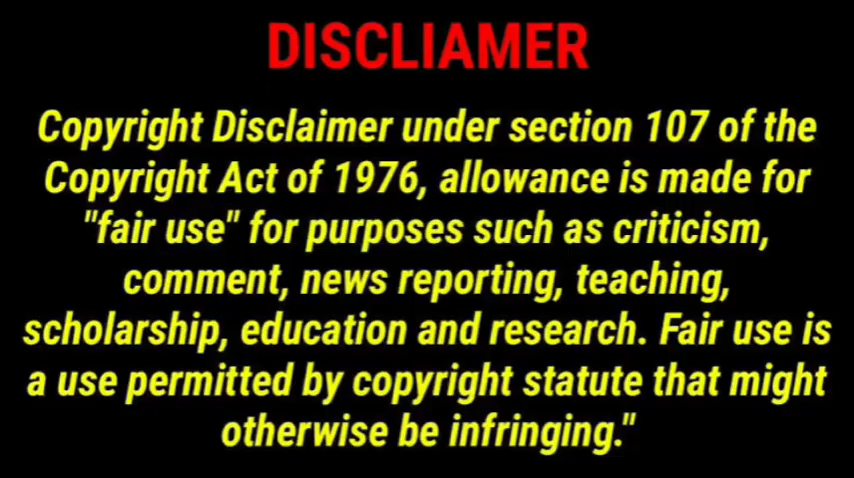 DISCLIAMER
Copyright Disclaimer under section 107 of the
Copyright Act of 1976, allowance is made for
"fair use" for purposes such as criticism,
comment, news reporting, teaching,
scholarship, education and research. Fair use is
a use permitted by copyright statute that might
otherwise be infringing."